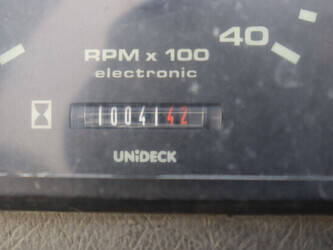 RPM x 100
40
electronic
1004142
UNiDECK